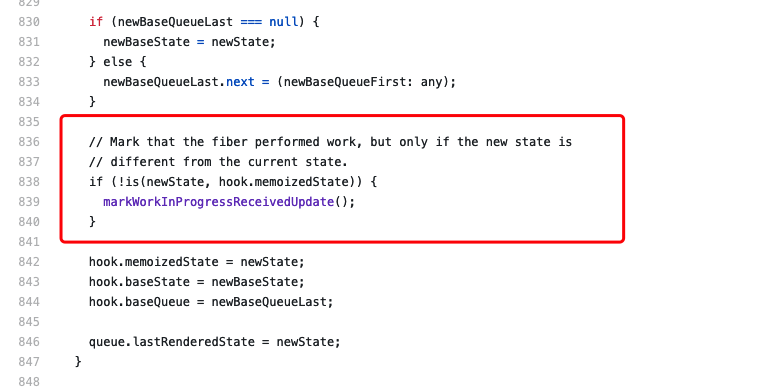 829
830 if (newBaseQueueLast === null) {
831 newBaseState = newState;
832 } else {
833 newBaseQueueLast.next = (newBaseQueueFirst: any);
834 }
835
836 // Mark that the fiber performed work, but only if the new state is
837 // different from the current state.
838 if (!is(newState, hook.memoizedState)) {
839 markWorkInProgressReceivedUpdate();
840 }
841
842 hook.memoizedState = newState;
843 hook.baseState = newBaseState;
844 hook.baseQueue = newBaseQueueLast;
845
846 queue.lastRenderedState = newState;
847 }
848